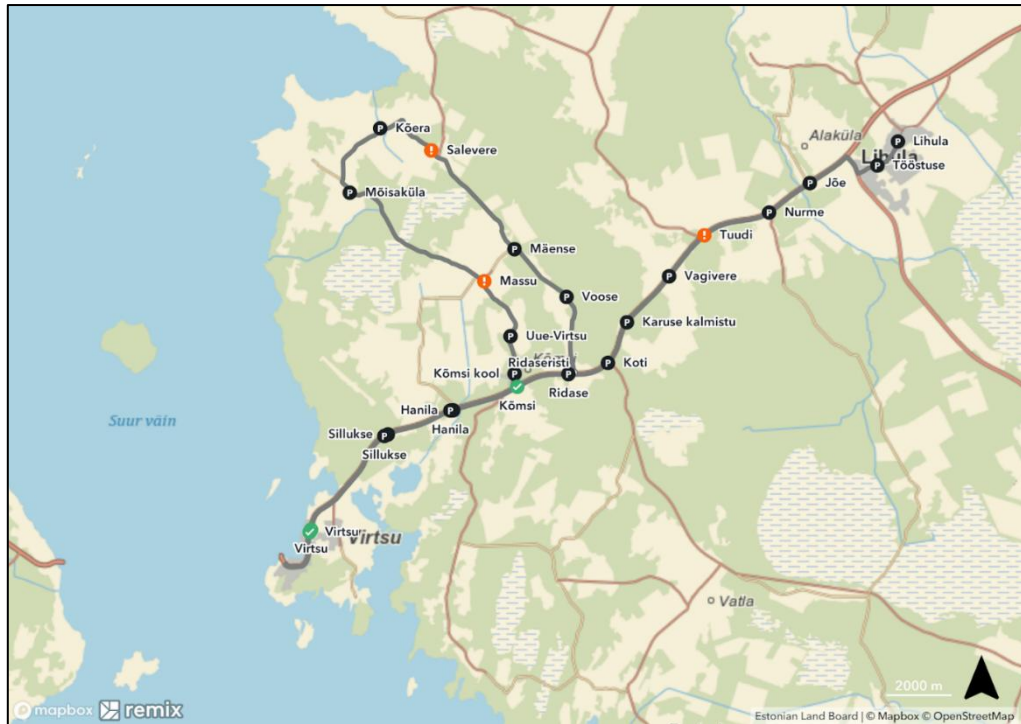 Alaküla
Kõera
Salevere
Lihula
Lihula
Tööstuse
Mõisaküla
Jõe
Nurme
Tuudi
Mäense
Vagivere
Massu
Voose
Uue-Virtsu
Karuse kalmistu
Ridaseristi
Koti
Kõmsi kool
Ridase
Kõmsi
Hanila
Hanila
Suur väin
Sillukse
Sillukse
Virtsu
Virtsu
Virtsu
Vatla
2000 m
mapbox remix
Estonian Land Board | © Mapbox © OpenStreetMap